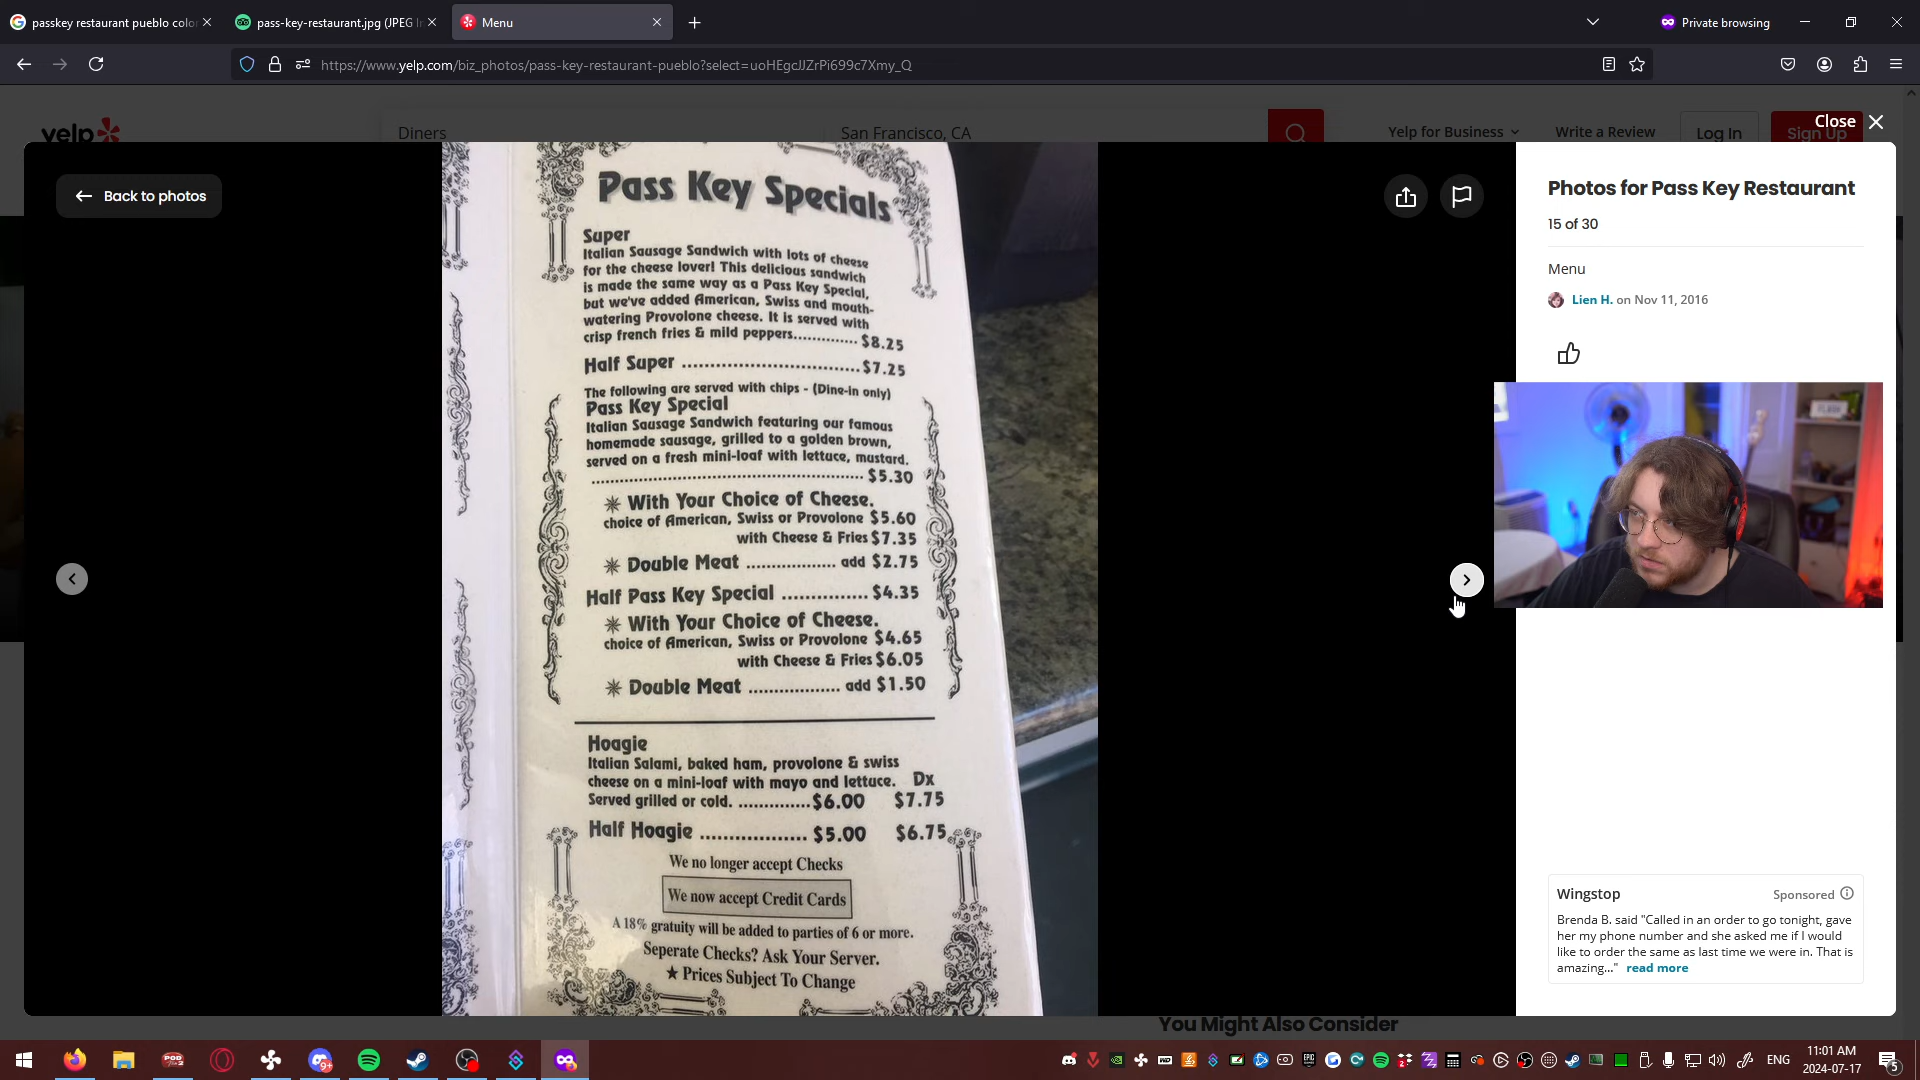 passkey restaurant pueblo color
pass-key-restaurant.jpg (JPEG I
Menu
Private browsing
https://www.yelp.com/biz_photos/pass-key-restaurant-pueblo?select=uoHEgcJJZrPi699c7Xmy_Q
yelp
Diners
San Francisco, CA
Yelp for Business
Write a Review
Log In
Sign Up
Close
Back to photos
Pass Key Specials
Super
Italian Sausage Sandwich with lots of cheese
for the cheese lover! This delicious sandwich
is made the same way as a Pass Key Special,
but we've added American, Swiss and mouth-
watering Provolone cheese. It is served with
crisp french fries & mild peppers.............. $8.25
Half Super ....................................... $7.25
The following are served with chips - (Dine-in only)
Pass Key Special
Italian Sausage Sandwich featuring our famous
homemade sausage, grilled to a golden brown,
served on a fresh mini-loaf with lettuce, mustard.
............................................................ $5.30
✳ With Your Choice of Cheese.
choice of American, Swiss or Provolone $5.60
with Cheese & Fries $7.35
✳ Double Meat ................... add $2.75
Half Pass Key Special .................. $4.35
✳ With Your Choice of Cheese.
choice of American, Swiss or Provolone $4.65
with Cheese & Fries $6.05
✳ Double Meat ................... add $1.50
Hoagie
Italian Salami, baked ham, provolone & swiss
cheese on a mini-loaf with mayo and lettuce. Dx
Served grilled or cold. ..............$6.00 $7.75
Half Hoagie .................... $5.00 $6.75
We no longer accept Checks
We now accept Credit Cards
A 18% gratuity will be added to parties of 6 or more.
Seperate Checks? Ask Your Server.
★ Prices Subject To Change
Photos for Pass Key Restaurant
15 of 30
Menu
Lien H. on Nov 11, 2016
Wingstop
Sponsored
Brenda B. said "Called in an order to go tonight, gave
her my phone number and she asked me if I would
like to order the same as last time we were in. That is
amazing..." read more
You Might Also Consider
ENG
11:01 AM
2024-07-17
5